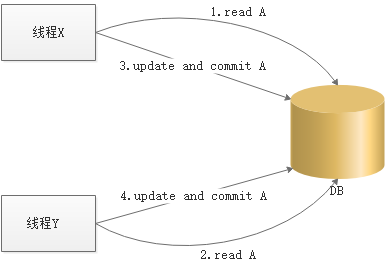 1.read A
线程X
3.update and commit A
4.update and commit A
DB
线程Y
2.read A